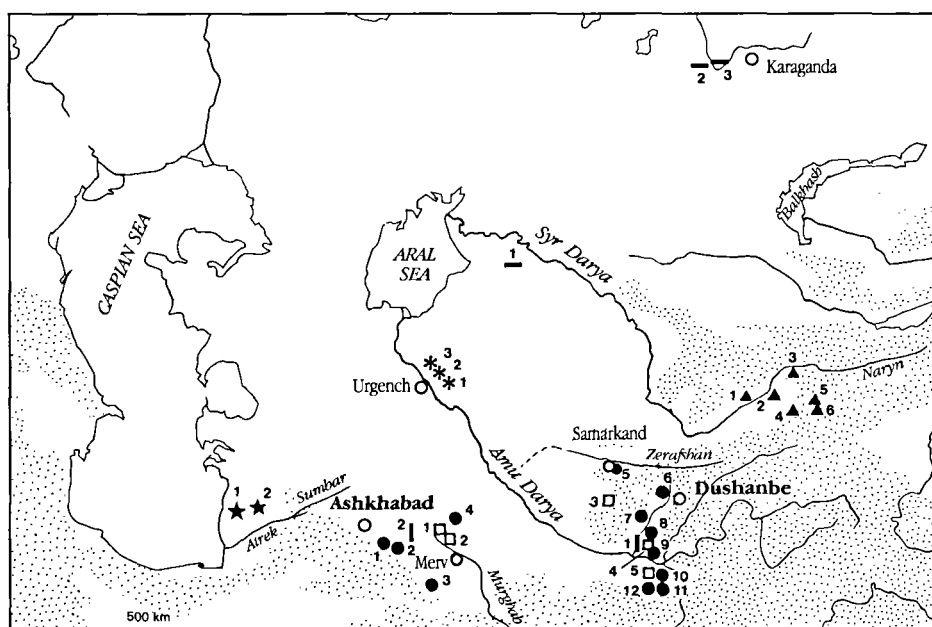 2
3
Karaganda
Balkhash
CASPIAN SEA
ARAL
SEA
1
Syr Darya
3
2
1
Urgench
3
Naryn
1
2
5
4
6
Samarkand
Zerafshan
5
6
Dushanbe
3
Amu Darya
7
8
1
9
4
5
10
12
11
1
2
Sumbar
Atrek
Ashkhabad
2
1
4
2
1
2
Merv
3
Murghab
500 km